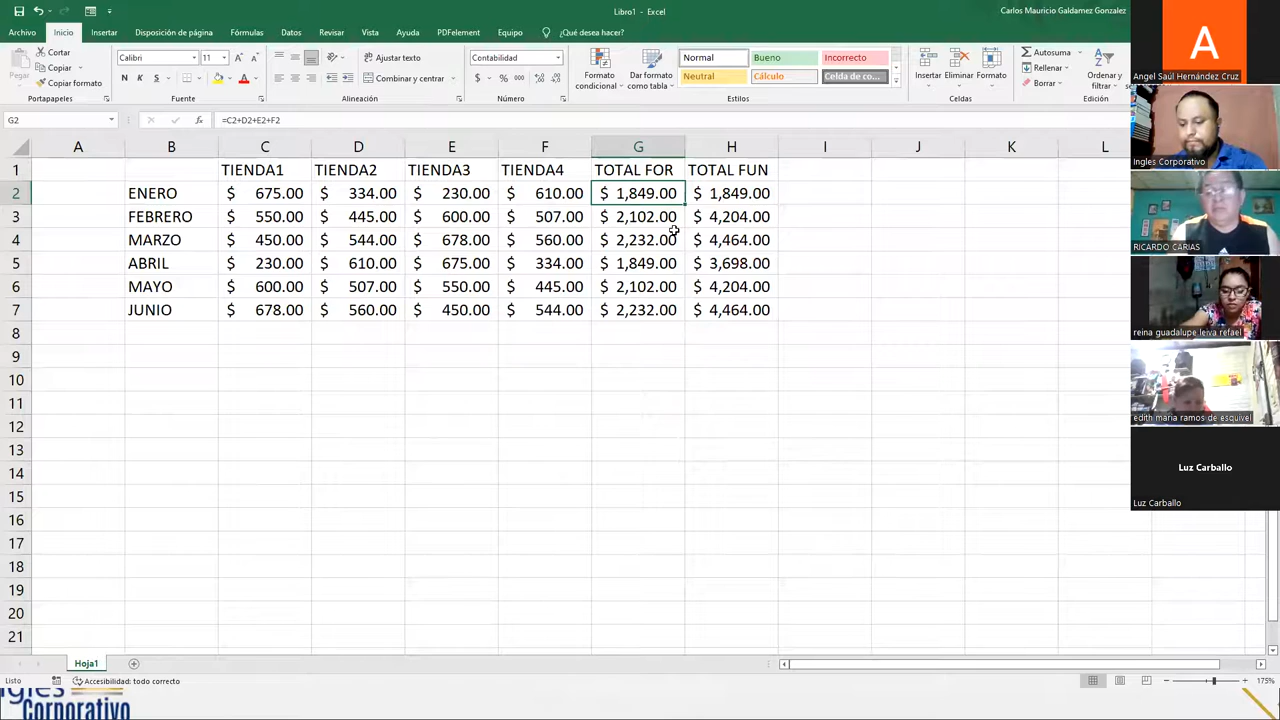 Libro1 - Excel
Carlos Mauricio Galdamez Gonzalez
Archivo Inicio Insertar Disposición de página Fórmulas Datos Revisar Vista Ayuda PDFelement Equipo ¿Qué desea hacer?
Cortar
Copiar
Copiar formato
Portapapeles
Calibri 11
N K S
Fuente
Ajustar texto
Combinar y centrar
Alineación
Contabilidad
$ % 000
Número
Formato condicional
Dar formato como tabla
Normal Bueno Incorrecto
Neutral Cálculo Celda de co...
Estilos
Insertar Eliminar Formato
Celdas
Autosuma
Rellenar
Borrar
Ordenar y
Edición
G2 =C2+D2+E2+F2
A B C D E F G H I J K L
1 TIENDA1 TIENDA2 TIENDA3 TIENDA4 TOTAL FOR TOTAL FUN
2 ENERO $ 675.00 $ 334.00 $ 230.00 $ 610.00 $ 1,849.00 $ 1,849.00
3 FEBRERO $ 550.00 $ 445.00 $ 600.00 $ 507.00 $ 2,102.00 $ 4,204.00
4 MARZO $ 450.00 $ 544.00 $ 678.00 $ 560.00 $ 2,232.00 $ 4,464.00
5 ABRIL $ 230.00 $ 610.00 $ 675.00 $ 334.00 $ 1,849.00 $ 3,698.00
6 MAYO $ 600.00 $ 507.00 $ 550.00 $ 445.00 $ 2,102.00 $ 4,204.00
7 JUNIO $ 678.00 $ 560.00 $ 450.00 $ 544.00 $ 2,232.00 $ 4,464.00
8
9
10
11
12
13
14
15
16
17
18
19
20
21
Hoja1
Listo
Accesibilidad: todo correcto
175%
Ingles
Corporativo
A
Angel Saúl Hernández Cruz
Ingles Corporativo
RICARDO CARIAS
reina guadalupe leiva refael
edith maria ramos de esquivel
Luz Carballo
Luz Carballo